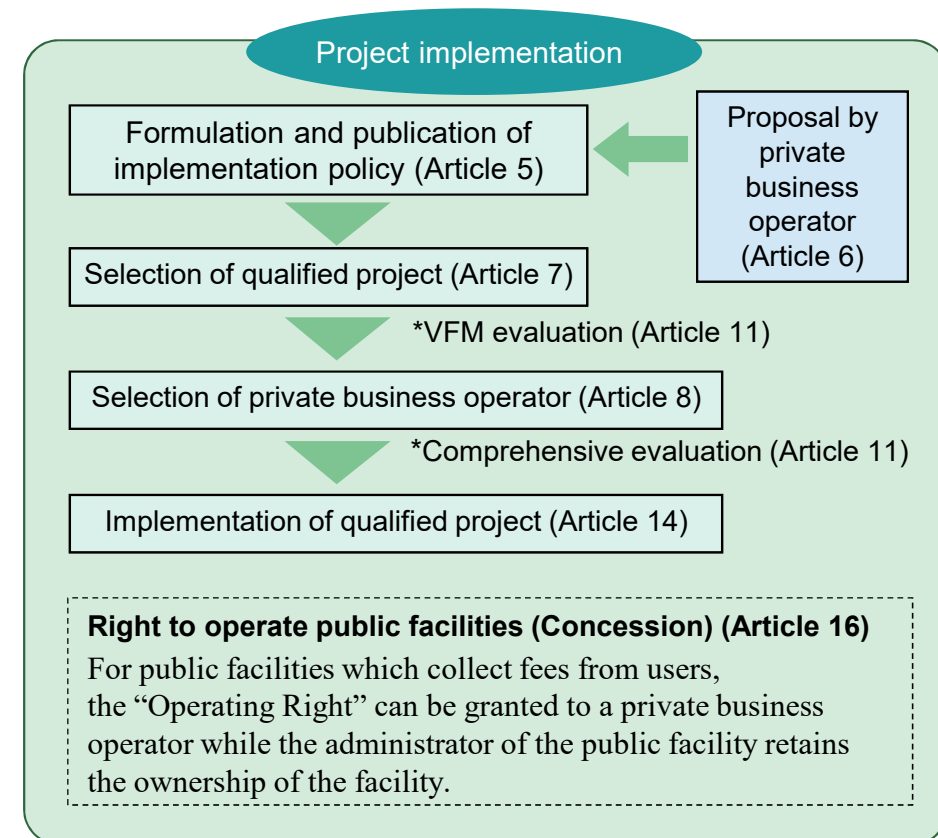 Project implementation
Formulation and publication of
implementation policy (Article 5)
Proposal by
private
business
operator
(Article 6)
Selection of qualified project (Article 7)
*VFM evaluation (Article 11)
Selection of private business operator (Article 8)
*Comprehensive evaluation (Article 11)
Implementation of qualified project (Article 14)
Right to operate public facilities (Concession) (Article 16)
For public facilities which collect fees from users,
the “Operating Right” can be granted to a private business
operator while the administrator of the public facility retains
the ownership of the facility.